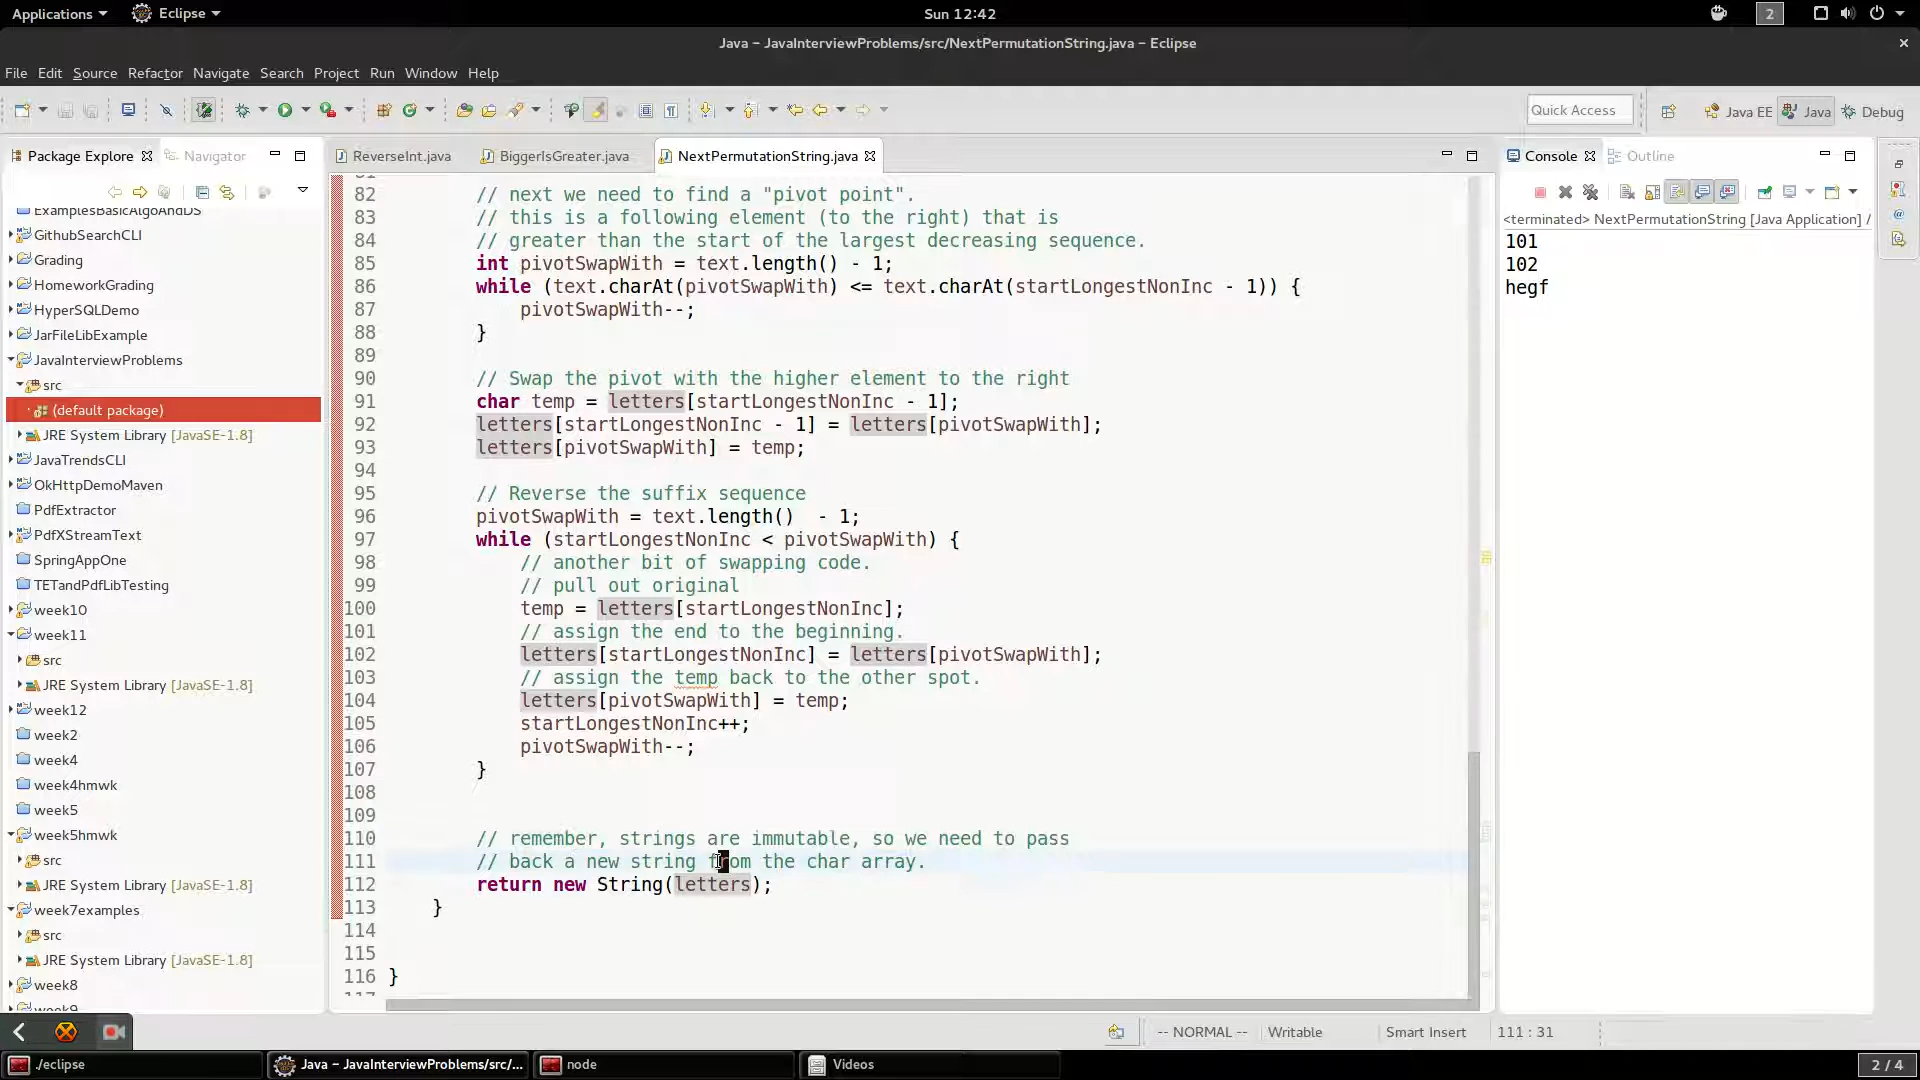 Applications Eclipse Sun 12:42 2
Java – JavaInterviewProblems/src/NextPermutationString.java – Eclipse
File Edit Source Refactor Navigate Search Project Run Window Help
Quick Access Java EE Java Debug
Package Explore Navigator
ExamplesBasicAlgoAndDS
GithubSearchCLI
Grading
HomeworkGrading
HyperSQLDemo
JarFileLibExample
JavaInterviewProblems
src
(default package)
JRE System Library [JavaSE-1.8]
JavaTrendsCLI
OkHttpDemoMaven
PdfExtractor
PdfXStreamText
SpringAppOne
TETandPdfLibTesting
week10
week11
src
JRE System Library [JavaSE-1.8]
week12
week2
week4
week4hmwk
week5
week5hmwk
src
JRE System Library [JavaSE-1.8]
week7examples
src
JRE System Library [JavaSE-1.8]
week8
week9
ReverseInt.java BiggerIsGreater.java NextPermutationString.java
81
82 // next we need to find a "pivot point".
83 // this is a following element (to the right) that is
84 // greater than the start of the largest decreasing sequence.
85 int pivotSwapWith = text.length() - 1;
86 while (text.charAt(pivotSwapWith) <= text.charAt(startLongestNonInc - 1)) {
87 pivotSwapWith--;
88 }
89
90 // Swap the pivot with the higher element to the right
91 char temp = letters[startLongestNonInc - 1];
92 letters[startLongestNonInc - 1] = letters[pivotSwapWith];
93 letters[pivotSwapWith] = temp;
94
95 // Reverse the suffix sequence
96 pivotSwapWith = text.length()  - 1;
97 while (startLongestNonInc < pivotSwapWith) {
98 // another bit of swapping code.
99 // pull out original
100 temp = letters[startLongestNonInc];
101 // assign the end to the beginning.
102 letters[startLongestNonInc] = letters[pivotSwapWith];
103 // assign the temp back to the other spot.
104 letters[pivotSwapWith] = temp;
105 startLongestNonInc++;
106 pivotSwapWith--;
107 }
108
109
110 // remember, strings are immutable, so we need to pass
111 // back a new string from the char array.
112 return new String(letters);
113 }
114
115
116 }
117
Console Outline
<terminated> NextPermutationString [Java Application] /
101
102
hegf
-- NORMAL -- Writable Smart Insert 111 : 31
./eclipse Java – JavaInterviewProblems/src/... node Videos 2 / 4